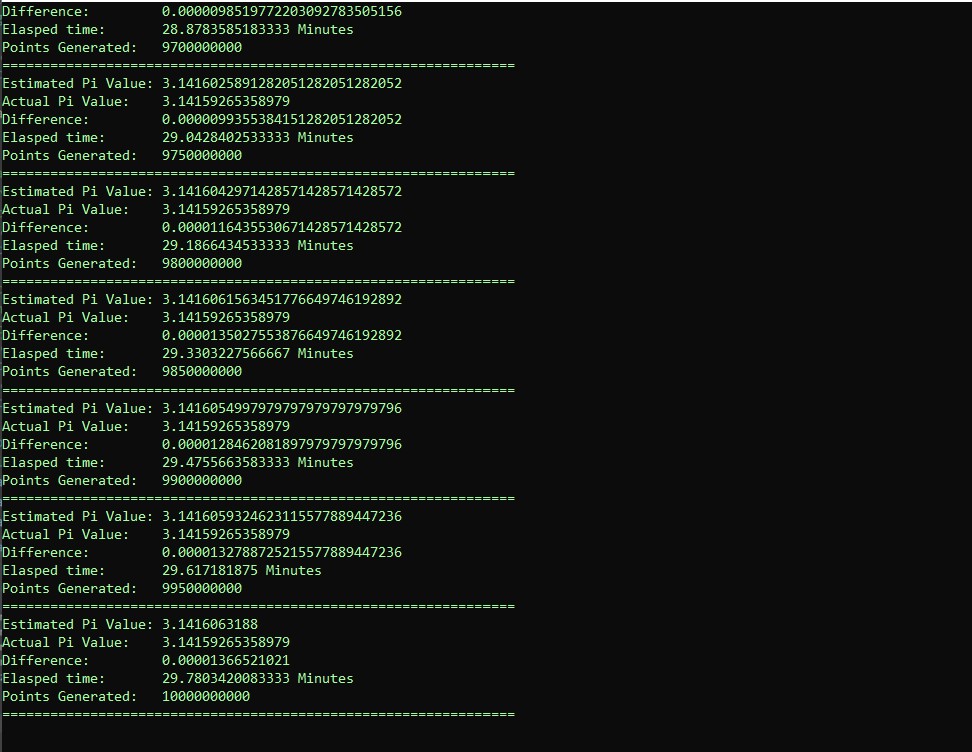 Difference:         0.0000098519772203092783505156
Elasped time:       28.8783585183333 Minutes
Points Generated:   9700000000
================================================================
Estimated Pi Value: 3.1416025891282051282051282052
Actual Pi Value:    3.14159265358979
Difference:         0.0000099355384151282051282052
Elasped time:       29.0428402533333 Minutes
Points Generated:   9750000000
================================================================
Estimated Pi Value: 3.1416042971428571428571428572
Actual Pi Value:    3.14159265358979
Difference:         0.0000116435530671428571428572
Elasped time:       29.1866434533333 Minutes
Points Generated:   9800000000
================================================================
Estimated Pi Value: 3.1416061563451776649746192892
Actual Pi Value:    3.14159265358979
Difference:         0.0000135027553876649746192892
Elasped time:       29.3303227566667 Minutes
Points Generated:   9850000000
================================================================
Estimated Pi Value: 3.1416054997979797979797979796
Actual Pi Value:    3.14159265358979
Difference:         0.0000128462081897979797979796
Elasped time:       29.4755663583333 Minutes
Points Generated:   9900000000
================================================================
Estimated Pi Value: 3.1416059324623115577889447236
Actual Pi Value:    3.14159265358979
Difference:         0.0000132788725215577889447236
Elasped time:       29.617181875 Minutes
Points Generated:   9950000000
================================================================
Estimated Pi Value: 3.1416063188
Actual Pi Value:    3.14159265358979
Difference:         0.00001366521021
Elasped time:       29.7803420083333 Minutes
Points Generated:   10000000000
================================================================